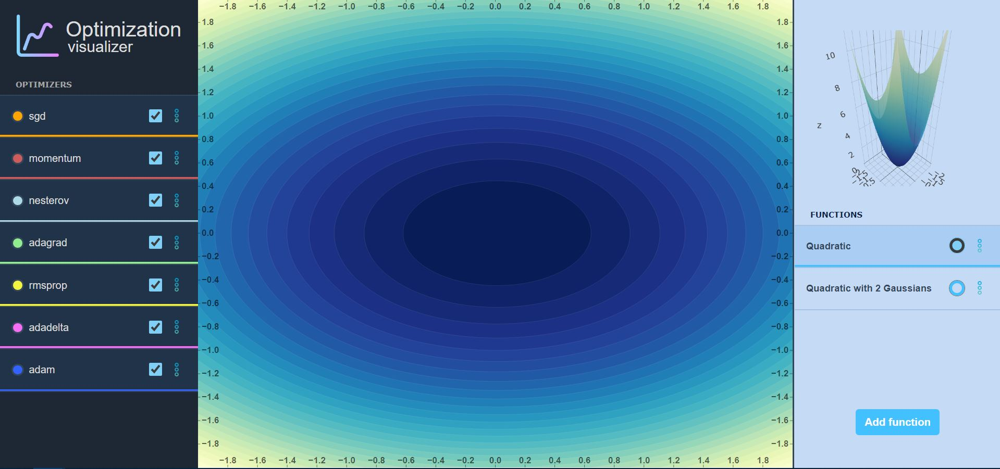 Optimization
visualizer
OPTIMIZERS
sgd
momentum
nesterov
adagrad
rmsprop
adadelta
adam
−1.8 −1.6 −1.4 −1.2 −1.0 −0.8 −0.6 −0.4 −0.2 0.0 0.2 0.4 0.6 0.8 1.0 1.2 1.4 1.6 1.8
1.8 1.8
1.6 1.6
1.4 1.4
1.2 1.2
1.0 1.0
0.8 0.8
0.6 0.6
0.4 0.4
0.2 0.2
0.0 0.0
−0.2 −0.2
−0.4 −0.4
−0.6 −0.6
−0.8 −0.8
−1.0 −1.0
−1.2 −1.2
−1.4 −1.4
−1.6 −1.6
−1.8 −1.8
−1.8 −1.6 −1.4 −1.2 −1.0 −0.8 −0.6 −0.4 −0.2 0.0 0.2 0.4 0.6 0.8 1.0 1.2 1.4 1.6 1.8
10
8
6
z
4
2
0
FUNCTIONS
Quadratic
Quadratic with 2 Gaussians
Add function